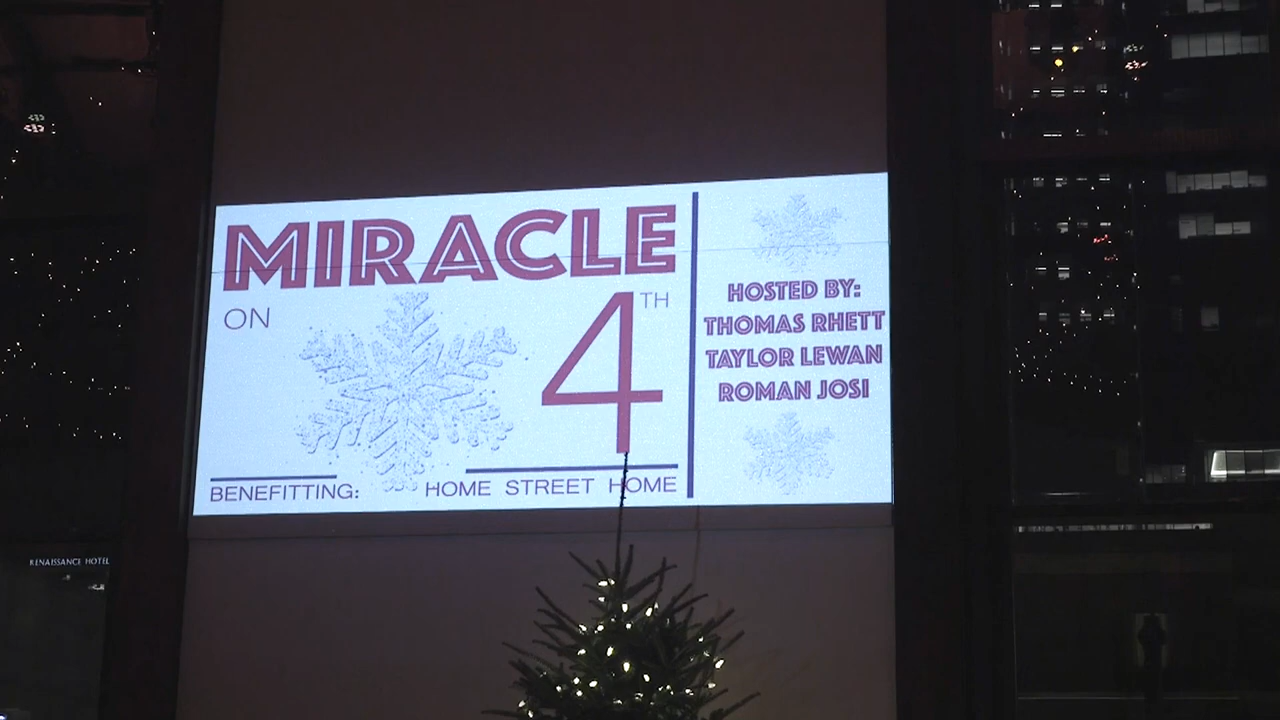 MIRACLE
ON
4TH
BENEFITTING: HOME STREET HOME
HOSTED BY:
THOMAS RHETT
TAYLOR LEWAN
ROMAN JOSI
RENAISSANCE HOTEL